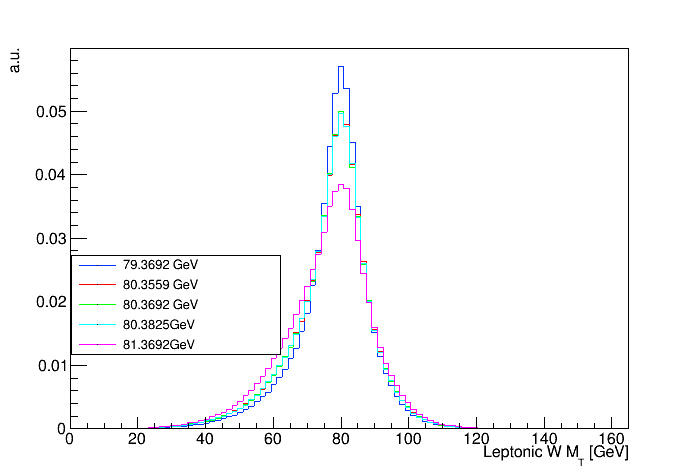 a.u.
0.05
0.04
0.03
0.02
0.01
0
79.3692 GeV
80.3559 GeV
80.3692 GeV
80.3825GeV
81.3692GeV
0 20 40 60 80 100 120 140 160
Leptonic W M_T [GeV]